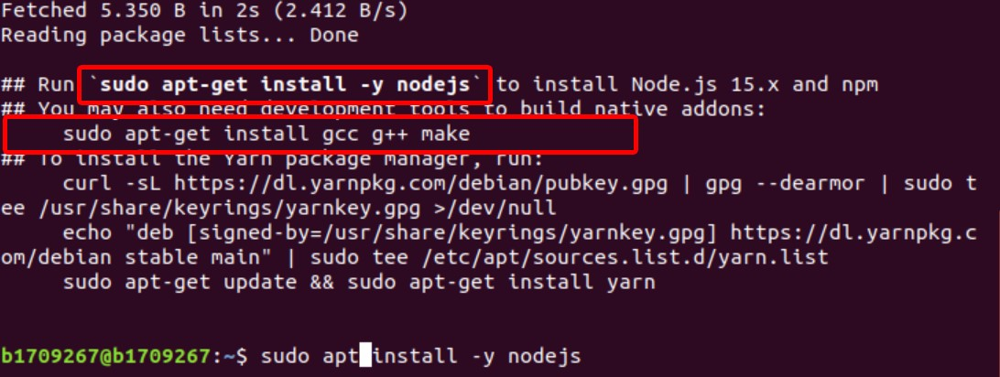 Fetched 5.350 B in 2s (2.412 B/s)
Reading package lists... Done
## Run `sudo apt-get install -y nodejs` to install Node.js 15.x and npm
## You may also need development tools to build native addons:
     sudo apt-get install gcc g++ make
## To install the Yarn package manager, run:
     curl -sL https://dl.yarnpkg.com/debian/pubkey.gpg | gpg --dearmor | sudo t
ee /usr/share/keyrings/yarnkey.gpg >/dev/null
     echo "deb [signed-by=/usr/share/keyrings/yarnkey.gpg] https://dl.yarnpkg.c
om/debian stable main" | sudo tee /etc/apt/sources.list.d/yarn.list
     sudo apt-get update && sudo apt-get install yarn
b1709267@b1709267:~$ sudo apt install -y nodejs